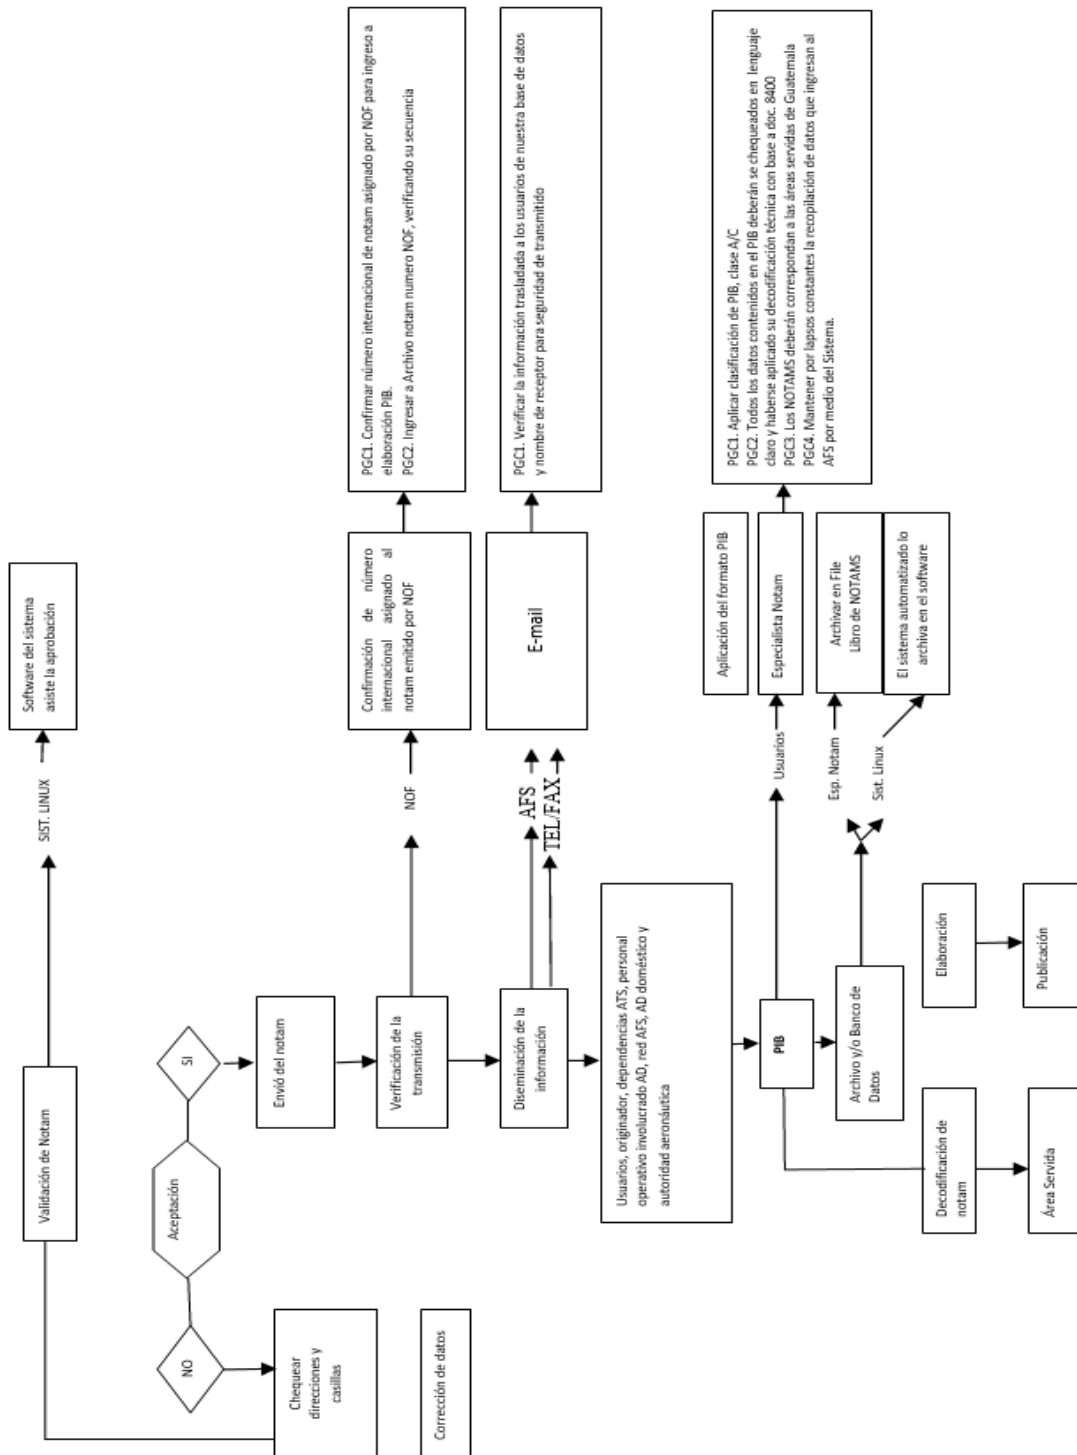 Software del sistema
asiste la aprobación
SIST. LINUX
Validación de Notam
SI
Aceptación
NO
Chequear
direcciones y
casillas
Corrección de datos
Envió del notam
Verificación de la
transmisión
NOF
Confirmación de número
internacional asignado al
notam emitido por NOF
PGC1. Confirmar número internacional de notam asignado por NOF para ingreso a
elaboración PIB.
PGC2. Ingresar a Archivo notam numero NOF, verificando su secuencia
Diseminación de la
información
AFS
TEL/FAX
E-mail
PGC1. Verificar la información trasladada a los usuarios de nuestra base de datos
y nombre de receptor para seguridad de transmitido
Usuarios, originador, dependencias ATS, personal
operativo involucrado AD, red AFS, AD doméstico y
autoridad aeronáutica
PIB
Usuarios
Aplicación del formato PIB
Especialista Notam
PGC1. Aplicar clasificación de PIB, clase A/C
PGC2. Todos los datos contenidos en el PIB deberán se chequeados en lenguaje
claro y haberse aplicado su decodificación técnica con base a doc. 8400
PGC3. Los NOTAMS deberán correspondan a las áreas servidas de Guatemala
PGC4. Mantener por lapsos constantes la recopilación de datos que ingresan al
AFS por medio del Sistema.
Archivo y/o Banco de
Datos
Esp. Notam
Sist. Linux
Archivar en File
Libro de NOTAMS
El sistema automatizado lo
archiva en el software
Decodificación de
notam
Área Servida
Elaboración
Publicación